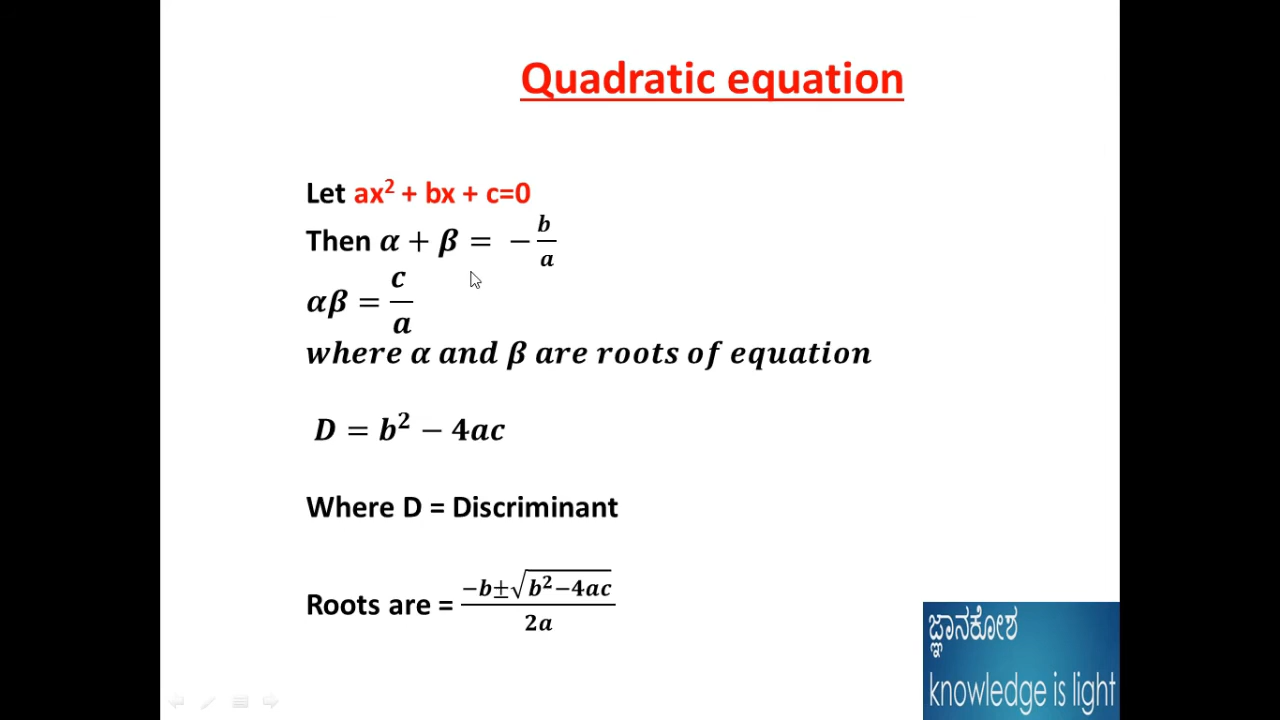 Quadratic equation
Let ax² + bx + c=0
Then α + β = − b/a
αβ = c/a
where α and β are roots of equation
D = b² − 4ac
Where D = Discriminant
Roots are = −b±√b²−4ac / 2a
ಜ್ಞಾನಕೋಶ
knowledge is light